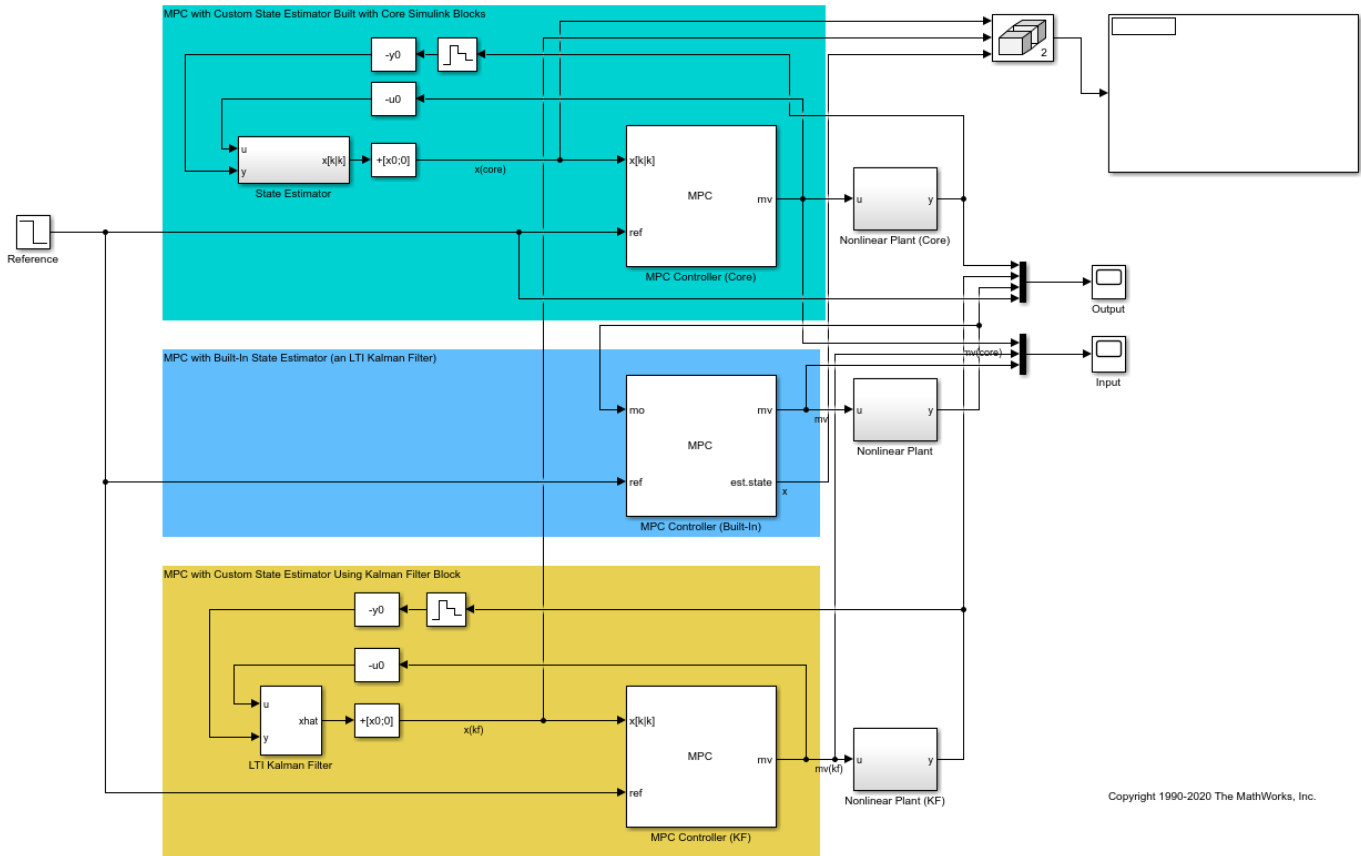 MPC with Custom State Estimator Built with Core Simulink Blocks
-y0
2
-u0
u
y
x[k|k]
State Estimator
+[x0;0]
x(core)
x[k|k]
MPC
mv
ref
MPC Controller (Core)
u
y
Nonlinear Plant (Core)
Reference
Output
MPC with Built-In State Estimator (an LTI Kalman Filter)
mv(core)
Input
mo
MPC
mv
ref
est.state
MPC Controller (Built-In)
mv
x
u
y
Nonlinear Plant
MPC with Custom State Estimator Using Kalman Filter Block
-y0
-u0
u
y
xhat
LTI Kalman Filter
+[x0;0]
x(kf)
x[k|k]
MPC
mv
ref
MPC Controller (KF)
mv(kf)
u
y
Nonlinear Plant (KF)
Copyright 1990-2020 The MathWorks, Inc.